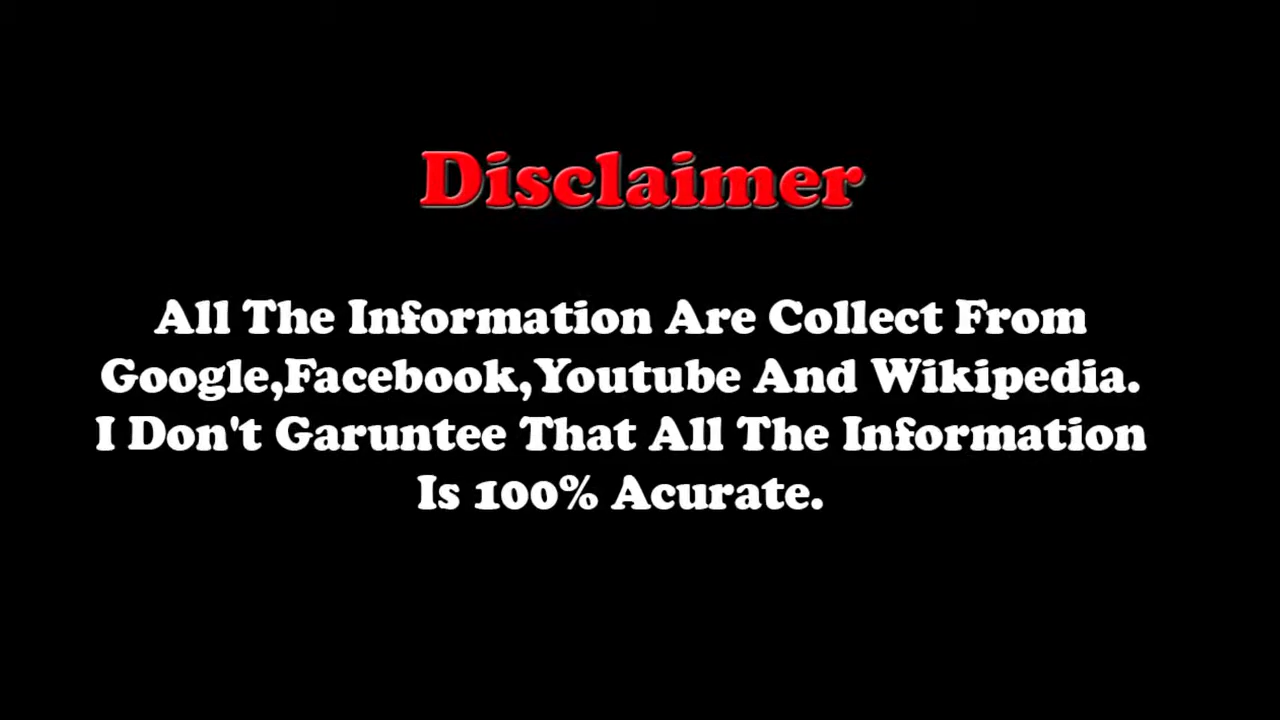 Disclaimer
All The Information Are Collect From
Google,Facebook,Youtube And Wikipedia.
I Don't Garuntee That All The Information
Is 100% Acurate.